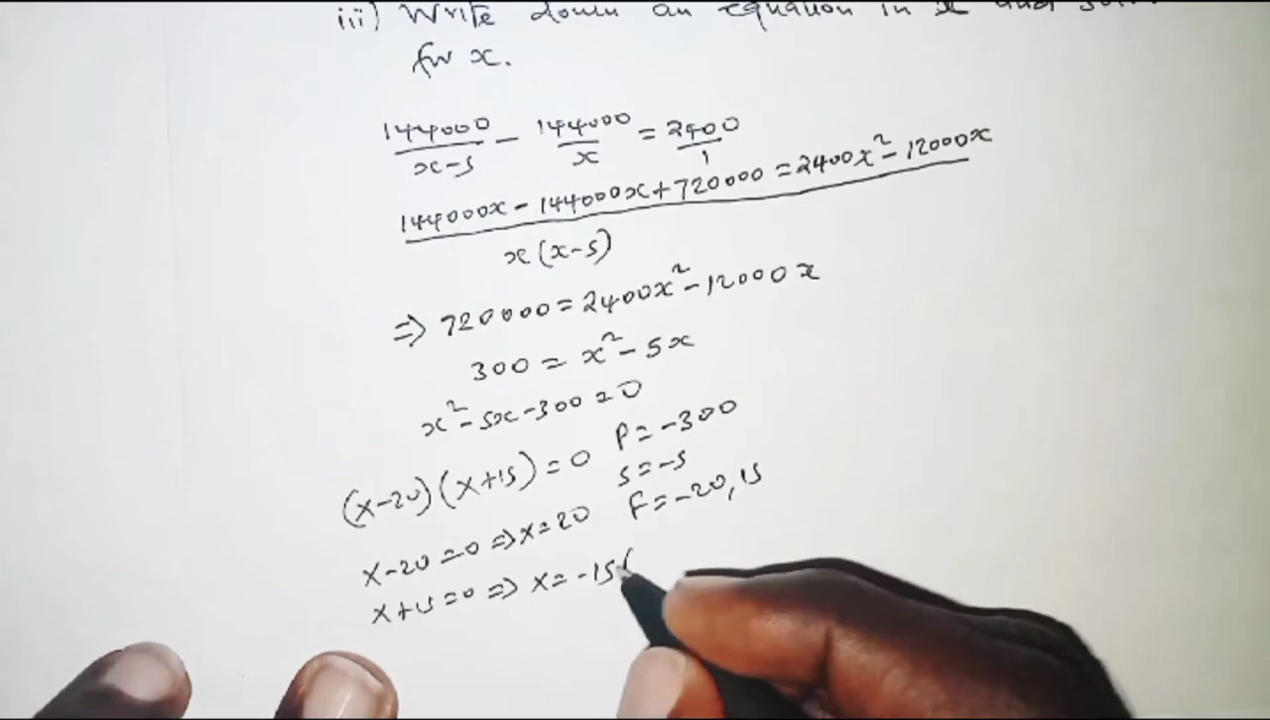 iii) Write down an equation in x and
for x.
144000/x-5 - 144000/x = 2400/1
144000x - 144000x + 720000 = 2400x² - 12000x
x(x-5)
⇒ 720000 = 2400x² - 12000x
300 = x² - 5x
x² - 5x - 300 = 0
(x-20)(x+15) = 0 P = -300
S = -5
F = -20, 15
x-20 = 0 ⇒ x = 20
x+15 = 0 ⇒ x = -15(